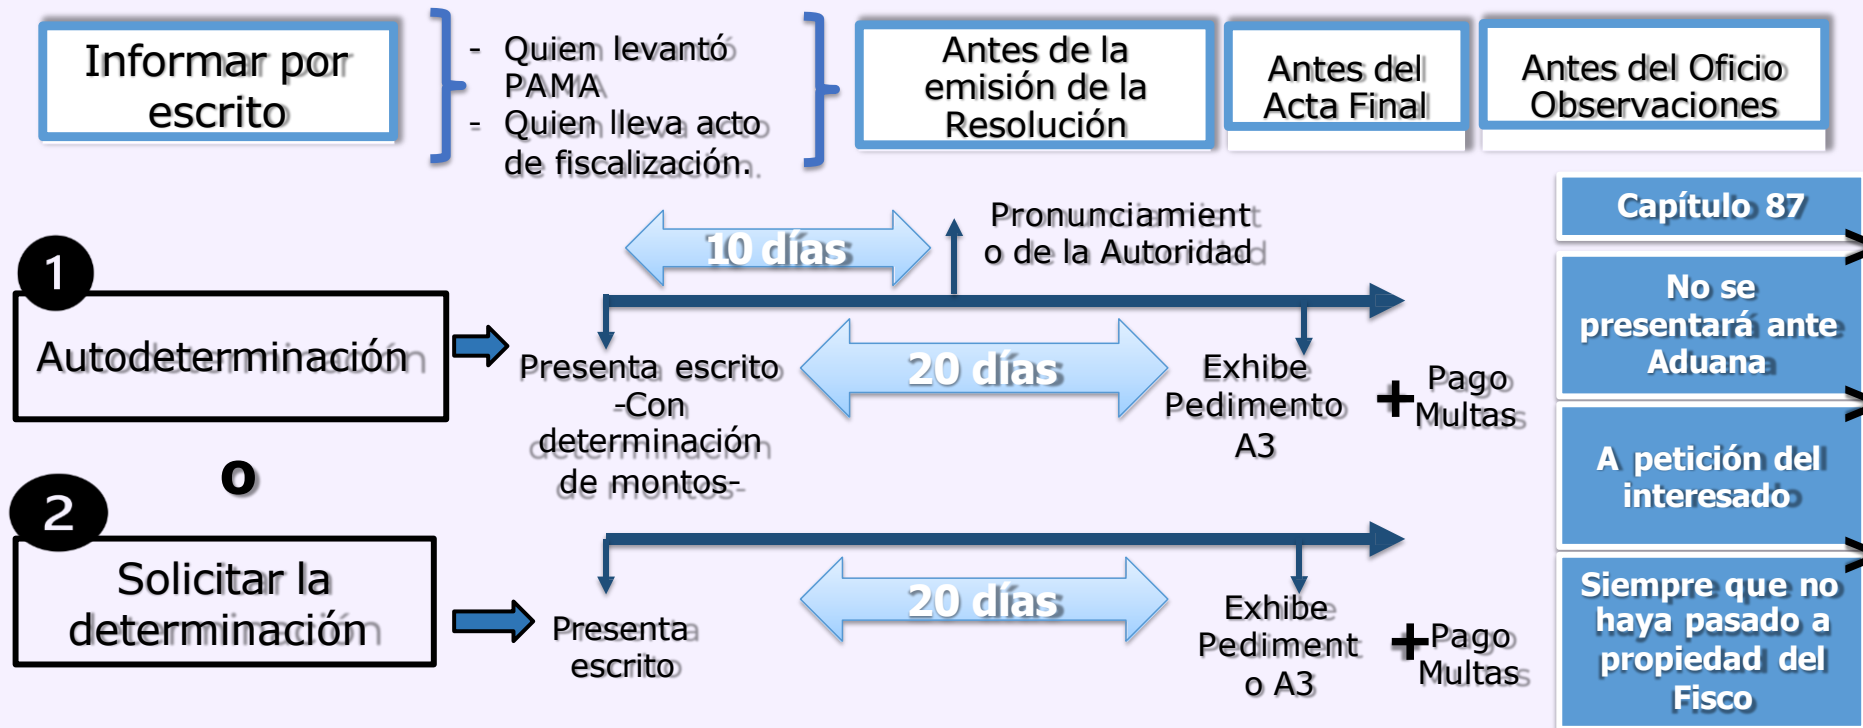 Informar por
escrito
- Quien levantó
PAMA
- Quien lleva acto
de fiscalización.
Antes de la
emisión de la
Resolución
Antes del
Acta Final
Antes del Oficio
Observaciones
1
Autodeterminación
10 días
Pronunciamient
o de la Autoridad
Presenta escrito
-Con
determinación
de montos-
20 días
Exhibe
Pedimento
A3
+
Pago
Multas
o
2
Solicitar la
determinación
Presenta
escrito
20 días
Exhibe
Pediment
o A3
+
Pago
Multas
Capítulo 87
No se
presentará ante
Aduana
A petición del
interesado
Siempre que no
haya pasado a
propiedad del
Fisco